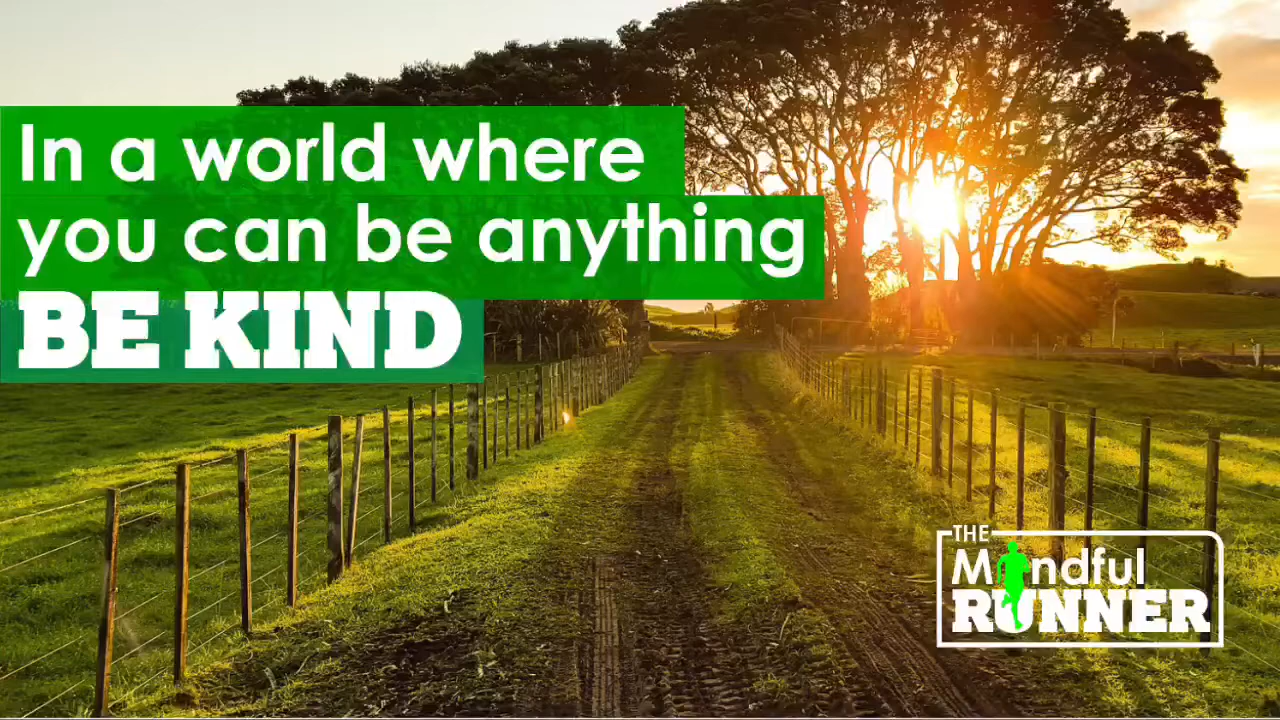 In a world where
you can be anything
BE KIND
THE
Mindful
RUNNER